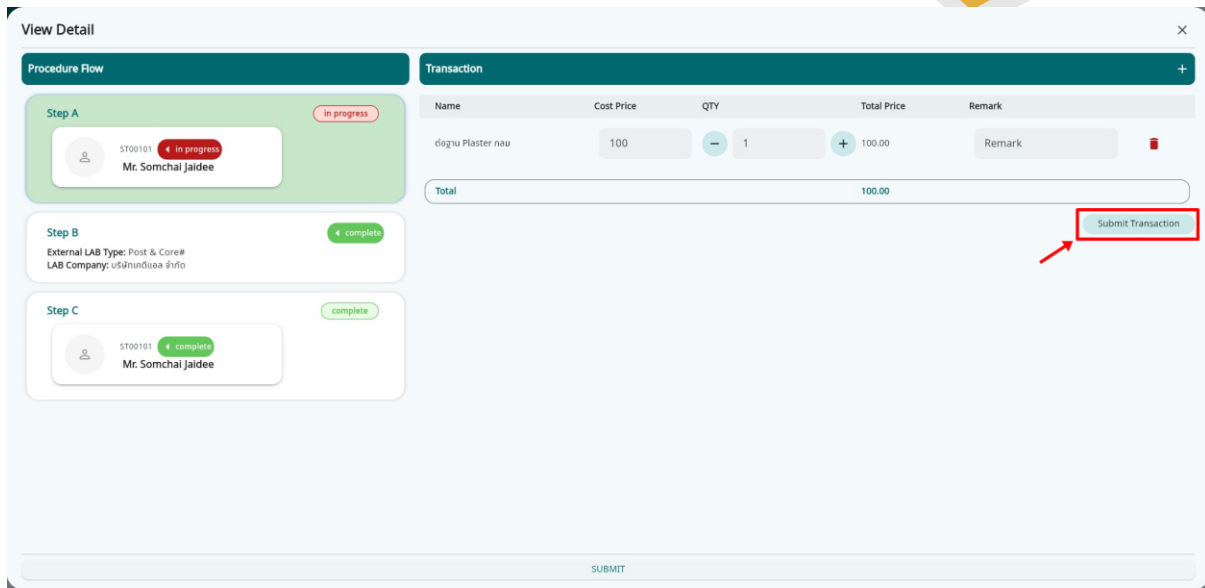 View Detail
Procedure Flow
Step A
in progress
ST00101
in progress
Mr. Somchai Jaidee
Step B
complete
External LAB Type: Post & Core#
LAB Company: บริษัทเคดีแอล จำกัด
Step C
complete
ST00101
complete
Mr. Somchai Jaidee
Transaction
Name Cost Price QTY Total Price Remark
ต่อฐาน Plaster กลม 100 1 100.00 Remark
Total 100.00
Submit Transaction
SUBMIT